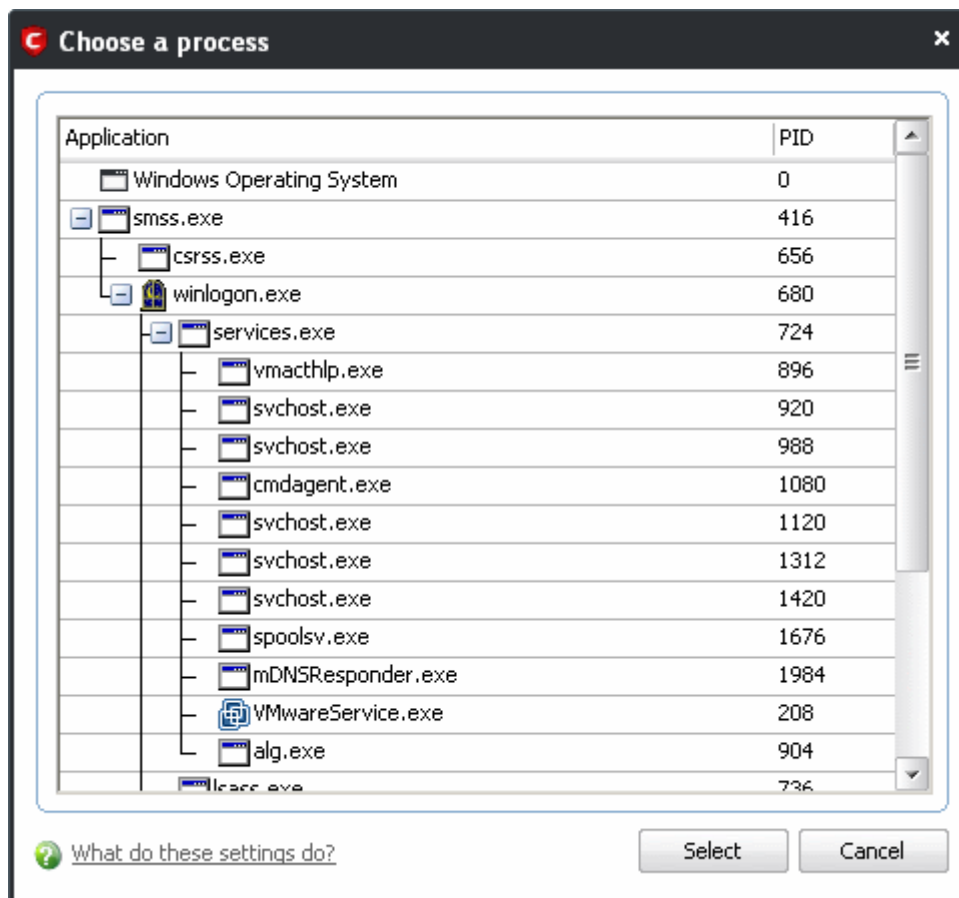 Choose a process
Application PID
Windows Operating System 0
smss.exe 416
csrss.exe 656
winlogon.exe 680
services.exe 724
vmacthlp.exe 896
svchost.exe 920
svchost.exe 988
cmdagent.exe 1080
svchost.exe 1120
svchost.exe 1312
svchost.exe 1420
spoolsv.exe 1676
mDNSResponder.exe 1984
VMwareService.exe 208
alg.exe 904
lsass.exe 736
What do these settings do? Select Cancel